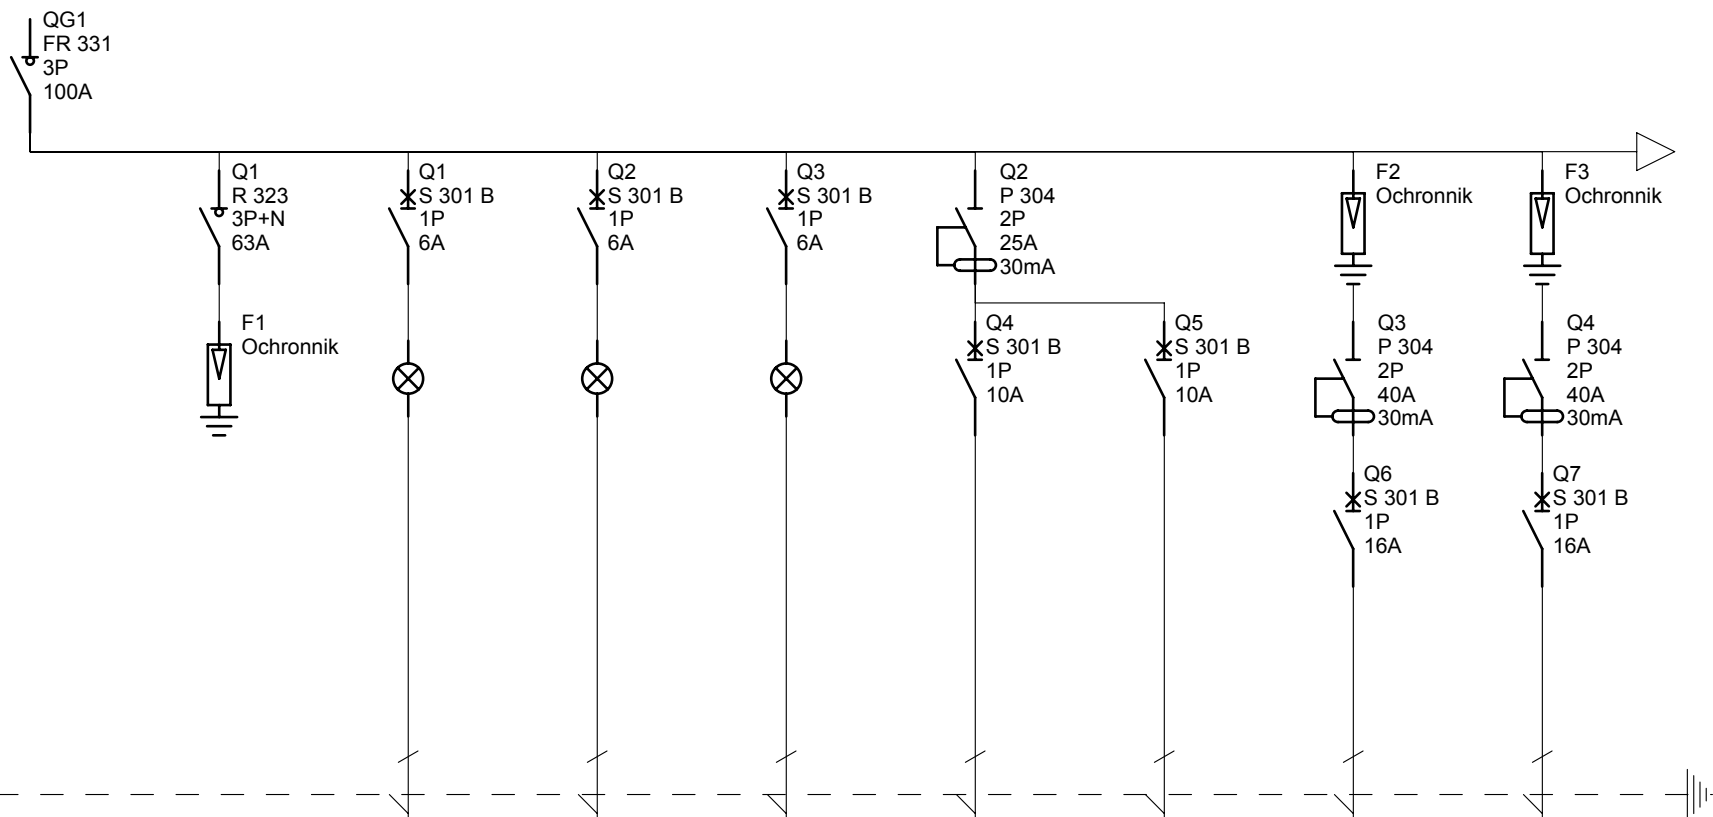 QG1
FR 331
3P
100A
Q1
R 323
3P+N
63A
F1
Ochronnik
Q1
S 301 B
1P
6A
Q2
S 301 B
1P
6A
Q3
S 301 B
1P
6A
Q2
P 304
2P
25A
30mA
Q4
S 301 B
1P
10A
Q5
S 301 B
1P
10A
F2
Ochronnik
Q3
P 304
2P
40A
30mA
Q6
S 301 B
1P
16A
F3
Ochronnik
Q4
P 304
2P
40A
30mA
Q7
S 301 B
1P
16A